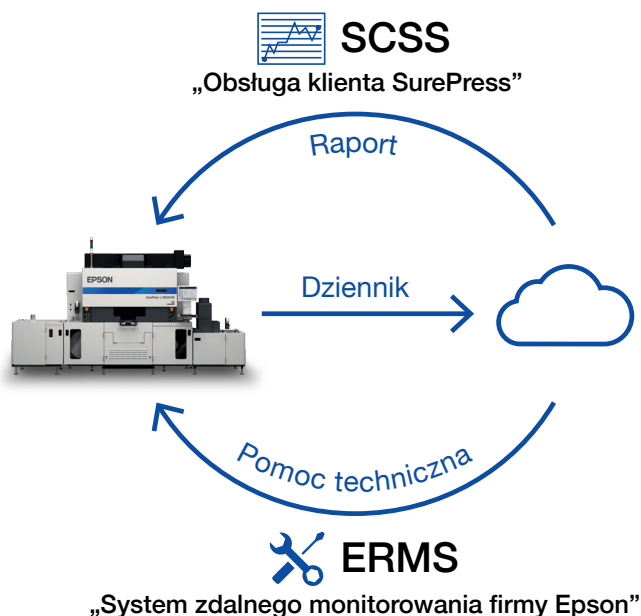 SCSS
„Obsługa klienta SurePress”
Raport
EPSON
Dziennik
Pomoc techniczna
ERMS
„System zdalnego monitorowania firmy Epson”